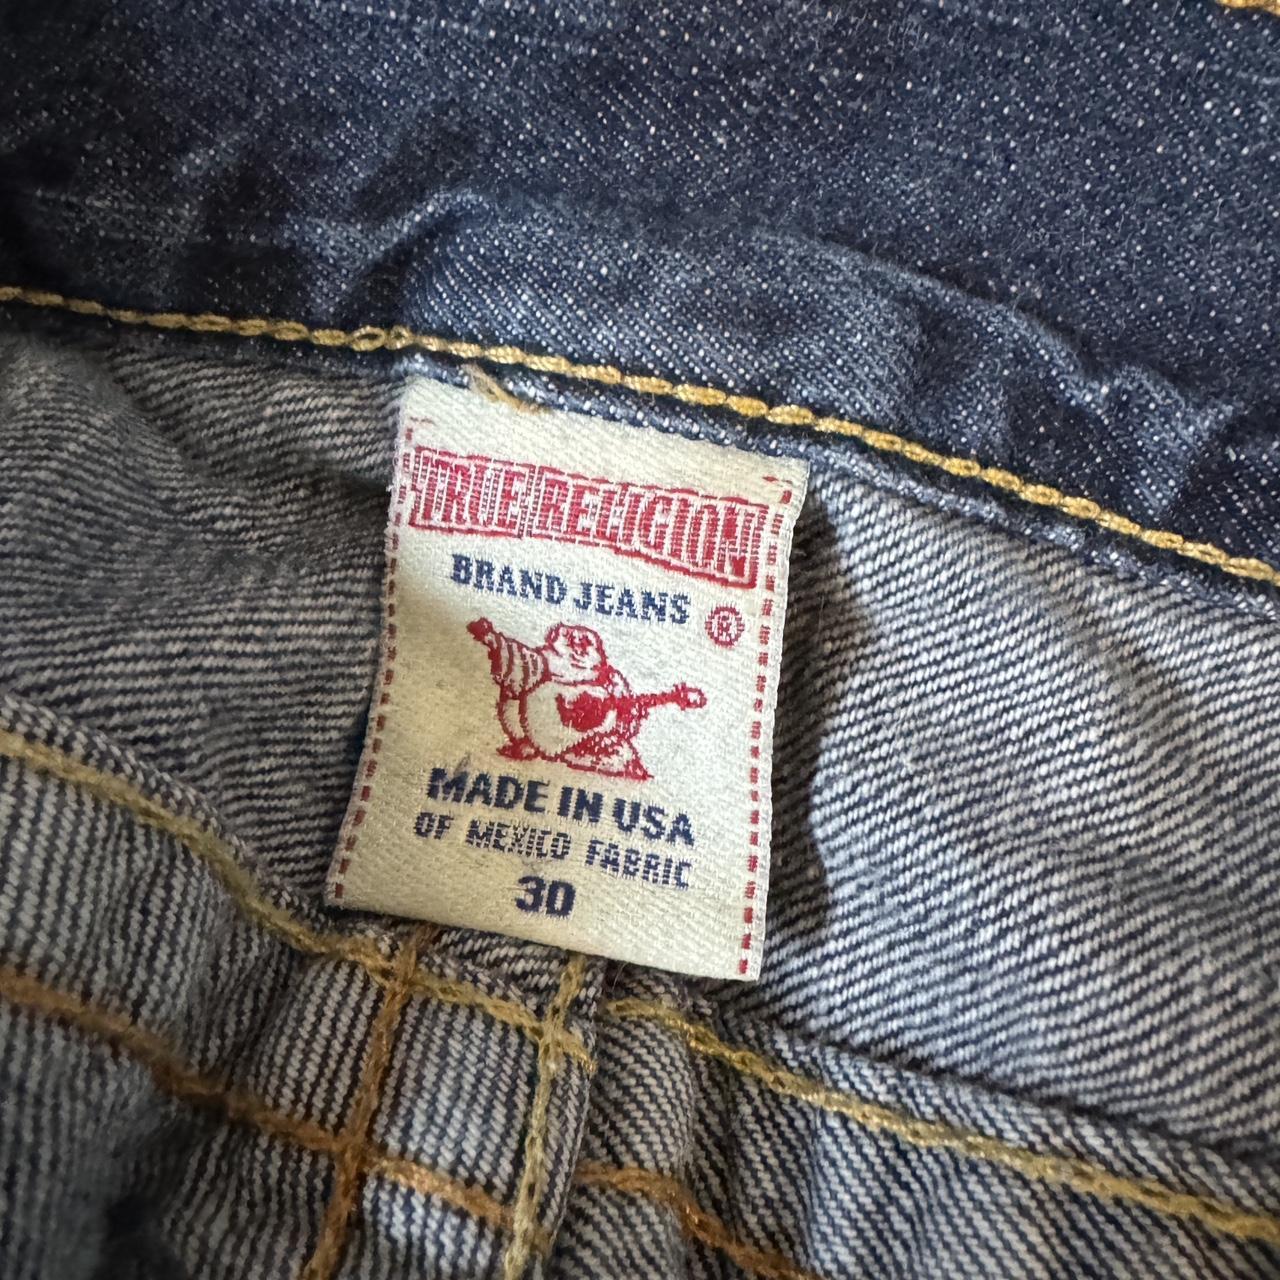 TRUE RELIGION
BRAND JEANS ®
MADE IN USA
OF MEXICO FABRIC
30